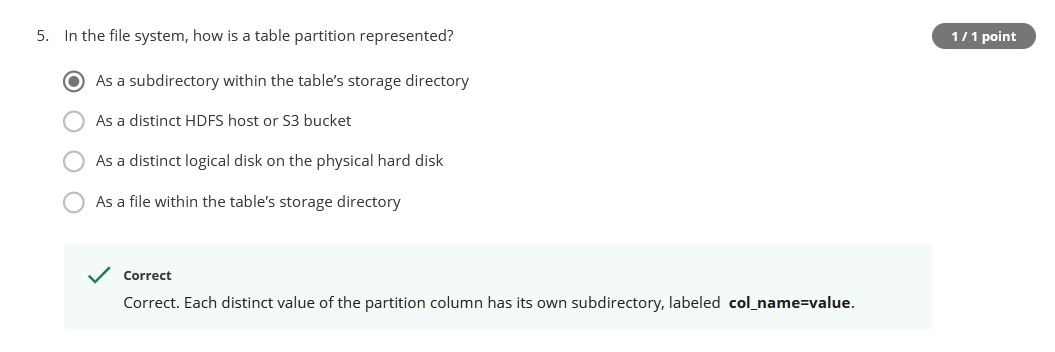 5. In the file system, how is a table partition represented?
1 / 1 point
As a subdirectory within the table’s storage directory
As a distinct HDFS host or S3 bucket
As a distinct logical disk on the physical hard disk
As a file within the table’s storage directory
Correct
Correct. Each distinct value of the partition column has its own subdirectory, labeled col_name=value.